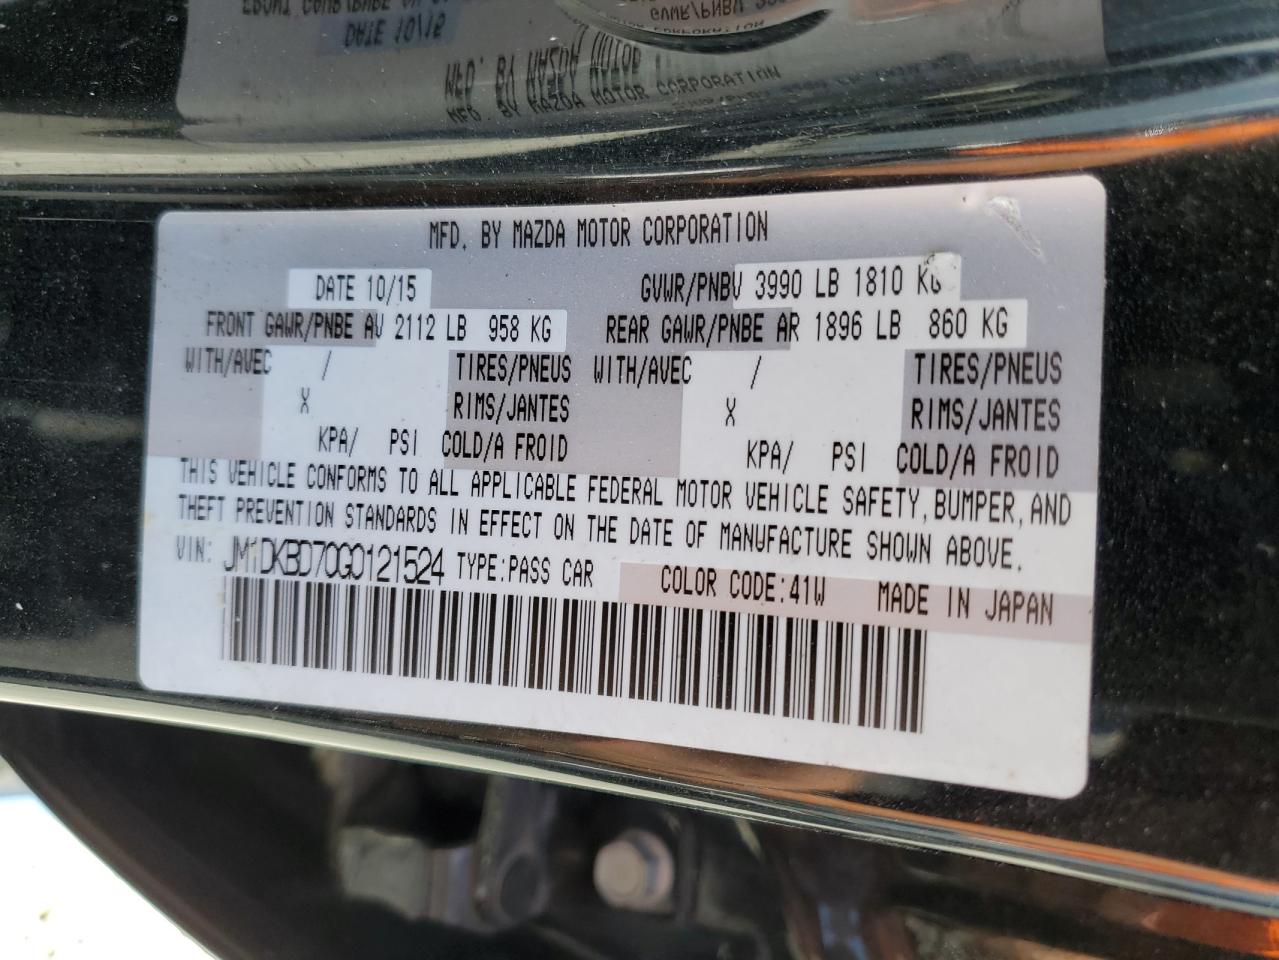 MFD. BY MAZDA MOTOR CORPORATION
DATE 10/15 GVWR/PNBV 3990 LB 1810 KG
FRONT GAWR/PNBE AV 2112 LB 958 KG REAR GAWR/PNBE AR 1896 LB 860 KG
WITH/AVEC / TIRES/PNEUS WITH/AVEC / TIRES/PNEUS
X RIMS/JANTES X RIMS/JANTES
KPA/ PSI COLD/A FROID KPA/ PSI COLD/A FROID
THIS VEHICLE CONFORMS TO ALL APPLICABLE FEDERAL MOTOR VEHICLE SAFETY, BUMPER, AND
THEFT PREVENTION STANDARDS IN EFFECT ON THE DATE OF MANUFACTURE SHOWN ABOVE.
VIN: JM1DKBD70G0121524 TYPE:PASS CAR COLOR CODE:41W MADE IN JAPAN